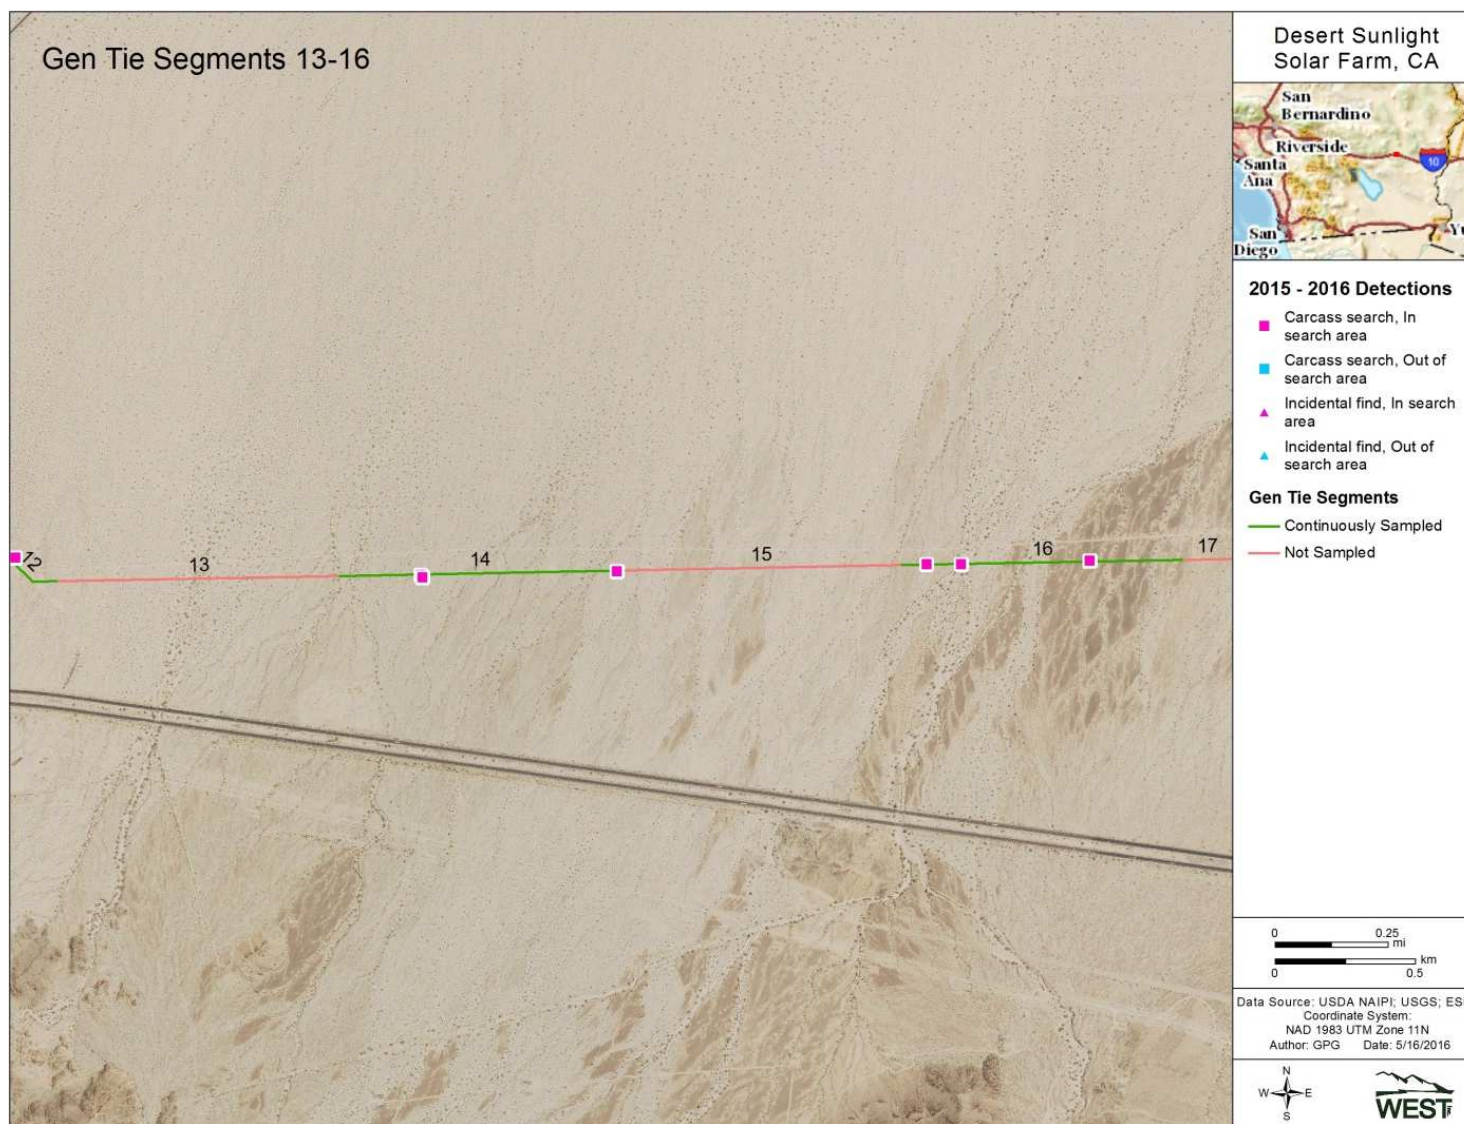 Gen Tie Segments 13-16
12
13
14
15
16
17
Desert Sunlight
Solar Farm, CA
San
Bernardino
Riverside
Santa
Ana
10
San
Diego
Yu
2015 - 2016 Detections
Carcass search, In
search area
Carcass search, Out of
search area
Incidental find, In search
area
Incidental find, Out of
search area
Gen Tie Segments
Continuously Sampled
Not Sampled
0 0.25
mi
km
0 0.5
Data Source: USDA NAIPI; USGS; ES
Coordinate System:
NAD 1983 UTM Zone 11N
Author: GPG Date: 5/16/2016
N
W E
S
WEST